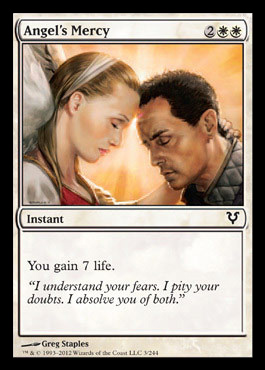 Angel's Mercy 2
Instant
You gain 7 life.
"I understand your fears. I pity your
doubts. I absolve you of both."
Greg Staples
™ & © 1993–2012 Wizards of the Coast LLC 3/244